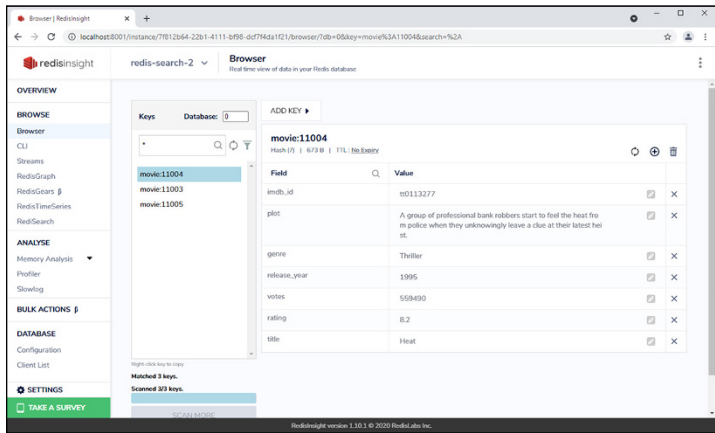 Browser | RedisInsight
localhost:8001/instance/7f812b64-22b1-4111-bf98-dcf7f4da1f21/browser/?db=0&key=movie%3A11004&search=%2A
redisinsight
redis-search-2
Browser
Real time view of data in your Redis database
OVERVIEW
BROWSE
Browser
CLI
Streams
RedisGraph
RedisGears β
RedisTimeSeries
RediSearch
ANALYSE
Memory Analysis
Profiler
Slowlog
BULK ACTIONS β
DATABASE
Configuration
Client List
SETTINGS
TAKE A SURVEY
Keys Database: 0
*
movie:11004
movie:11003
movie:11005
Right-click key to copy
Matched 3 keys.
Scanned 3/3 keys.
SCAN MORE
ADD KEY
movie:11004
Hash (7) | 673 B | TTL: No Expiry
Field Value
imdb_id tt0113277
plot A group of professional bank robbers start to feel the heat fro
m police when they unknowingly leave a clue at their latest hei
st.
genre Thriller
release_year 1995
votes 559490
rating 8.2
title Heat
RedisInsight version 1.10.1 © 2020 RedisLabs Inc.